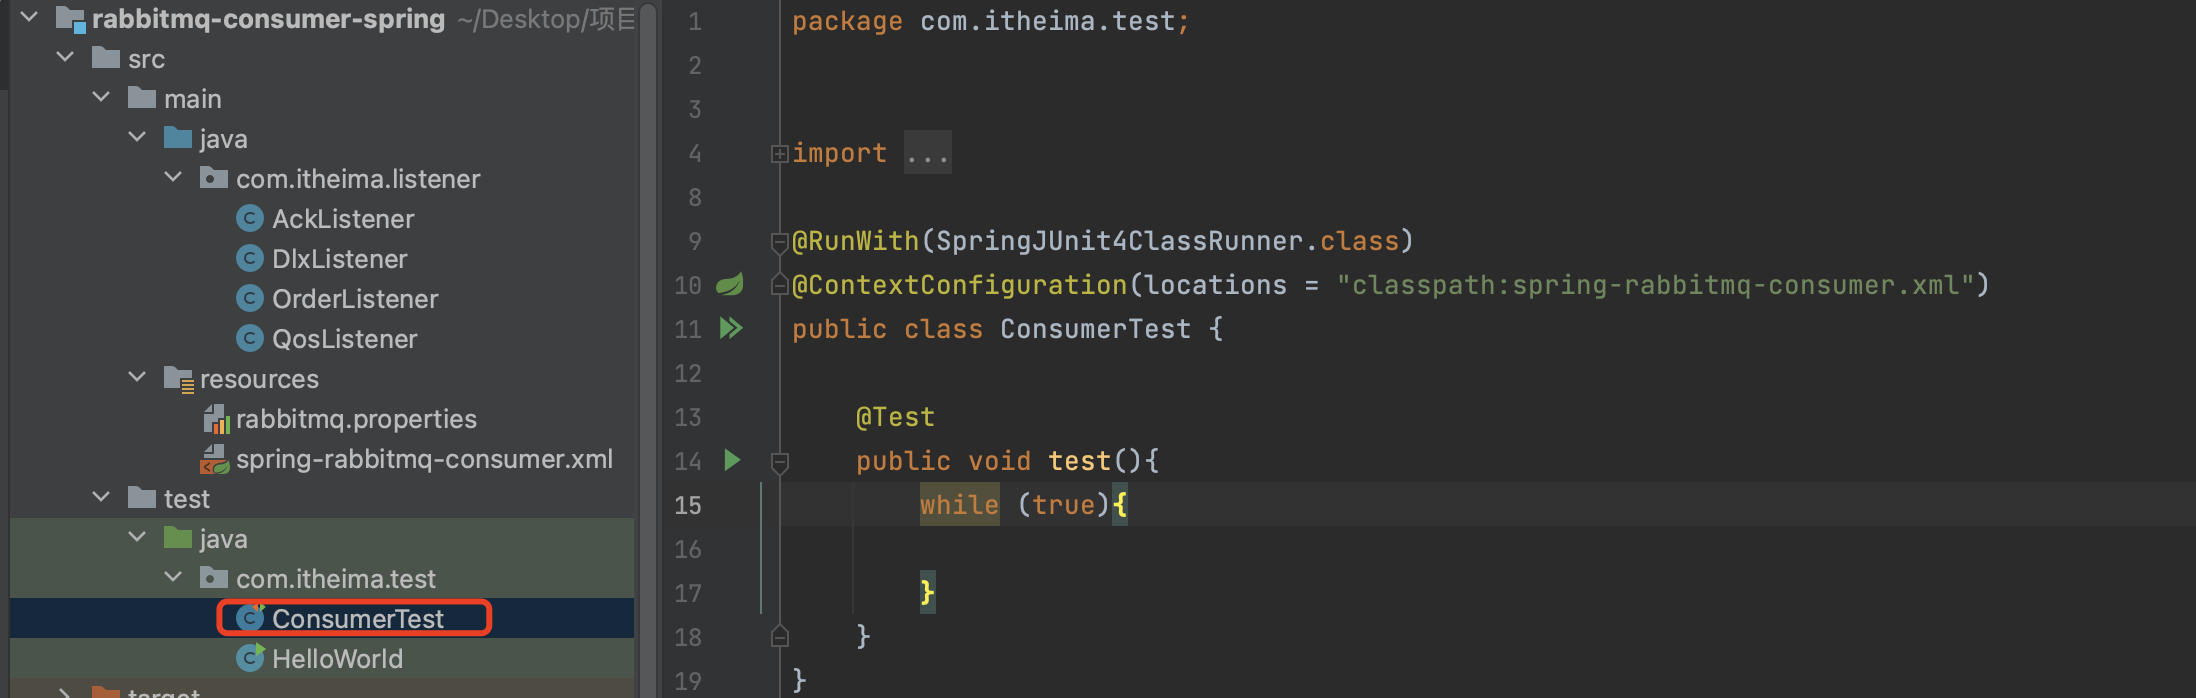 rabbitmq-consumer-spring ~/Desktop/项目
src
main
java
com.itheima.listener
AckListener
DlxListener
OrderListener
QosListener
resources
rabbitmq.properties
spring-rabbitmq-consumer.xml
test
java
com.itheima.test
ConsumerTest
HelloWorld
target
1 package com.itheima.test;
2
3
4 import ...
8
9 @RunWith(SpringJUnit4ClassRunner.class)
10 @ContextConfiguration(locations = "classpath:spring-rabbitmq-consumer.xml")
11 public class ConsumerTest {
12
13 @Test
14 public void test(){
15 while (true){
16
17 }
18 }
19 }